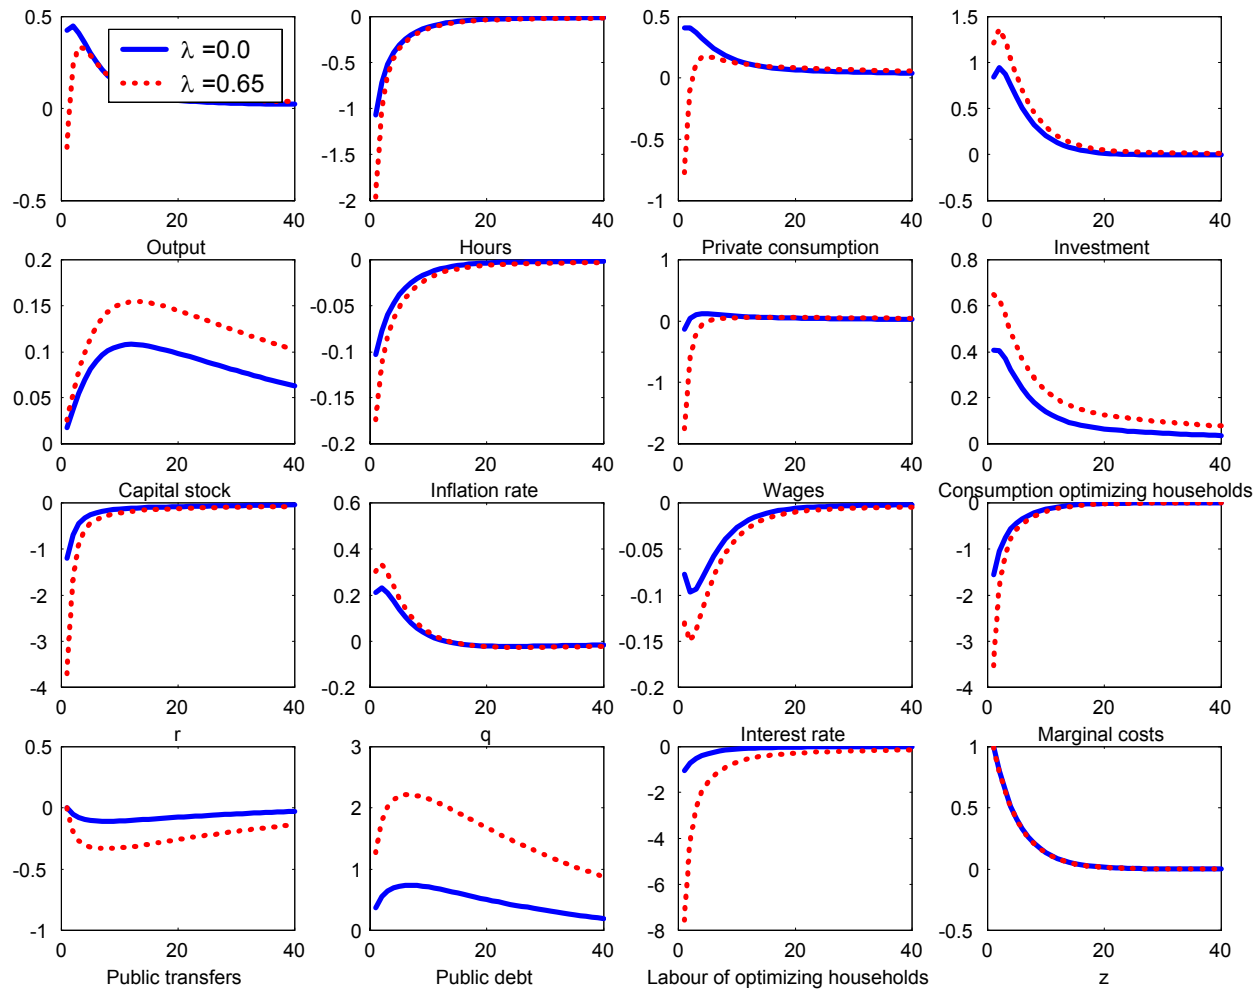 0.5
0
-0.5
0 20 40
λ =0.0
λ =0.65
Output
0
-0.5
-1
-1.5
-2
0 20 40
Hours
0.5
0
-0.5
-1
0 20 40
Private consumption
1.5
1
0.5
0
-0.5
0 20 40
Investment
0.2
0.15
0.1
0.05
0
0 20 40
Capital stock
0
-0.05
-0.1
-0.15
-0.2
0 20 40
Inflation rate
1
0
-1
-2
0 20 40
Wages
0.8
0.6
0.4
0.2
0
0 20 40
Consumption optimizing households
0
-1
-2
-3
-4
0 20 40
r
0.6
0.4
0.2
0
-0.2
0 20 40
q
0
-0.05
-0.1
-0.15
-0.2
0 20 40
Interest rate
0
-1
-2
-3
-4
0 20 40
Marginal costs
0.5
0
-0.5
-1
0 20 40
Public transfers
3
2
1
0
0 20 40
Public debt
0
-2
-4
-6
-8
0 20 40
Labour of optimizing households
1
0.5
0
-0.5
0 20 40
z